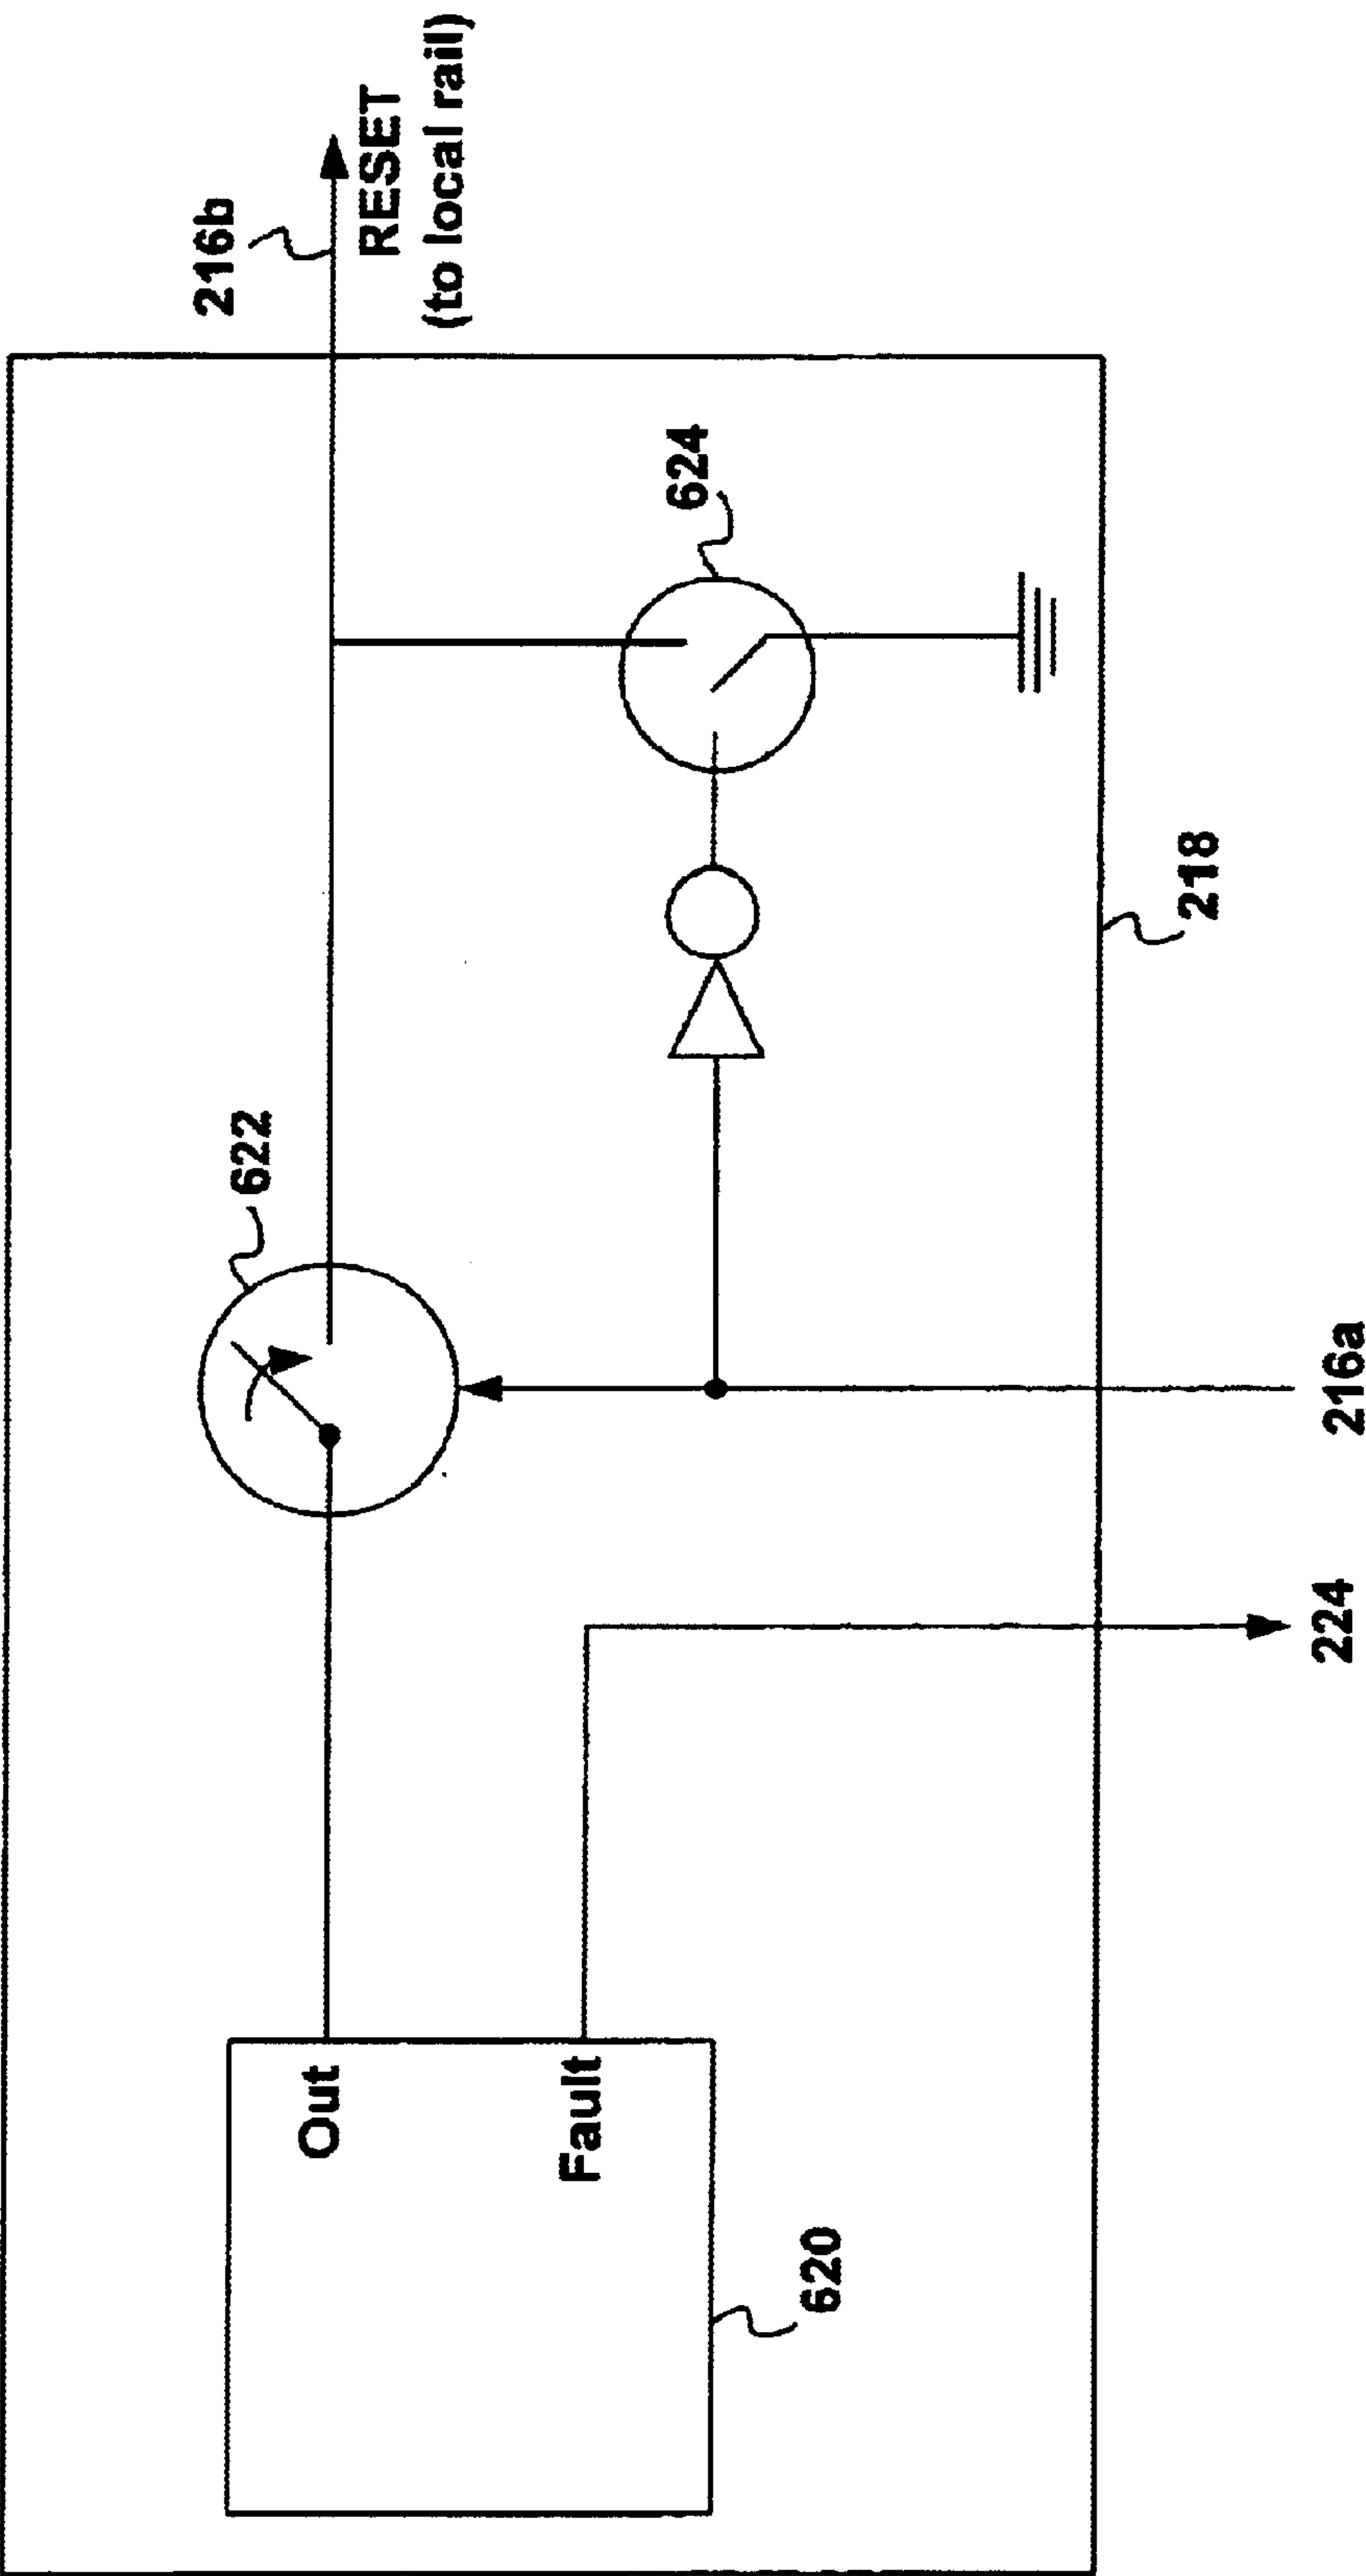 216b
RESET
(to local rail)
622
624
Out
Fault
620
218
224
216a